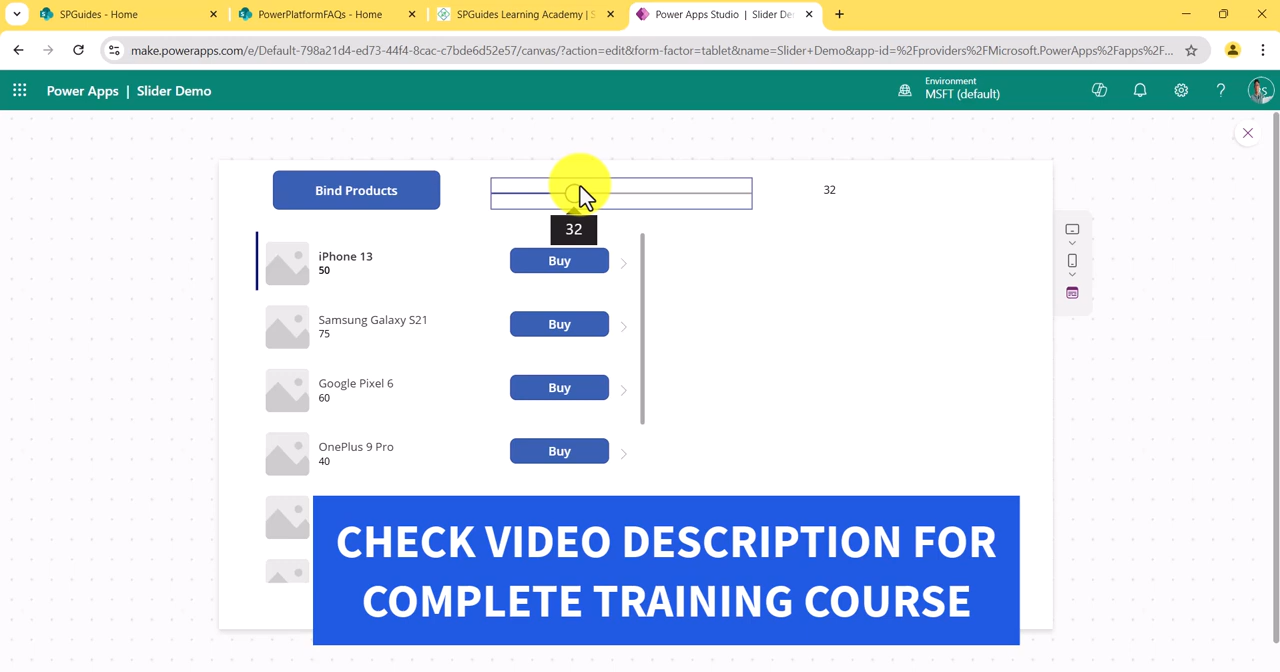 SPGuides - Home
PowerPlatformFAQs - Home
SPGuides Learning Academy | S
Power Apps Studio | Slider De
make.powerapps.com/e/Default-798a21d4-ed73-44f4-8cac-c7bde6d52e57/canvas/?action=edit&form-factor=tablet&name=Slider+Demo&app-id=%2Fproviders%2FMicrosoft.PowerApps%2Fapps%2F...
Power Apps | Slider Demo
Environment
MSFT (default)
Bind Products
32
32
iPhone 13
50
Buy
Samsung Galaxy S21
75
Buy
Google Pixel 6
60
Buy
OnePlus 9 Pro
40
Buy
CHECK VIDEO DESCRIPTION FOR
COMPLETE TRAINING COURSE